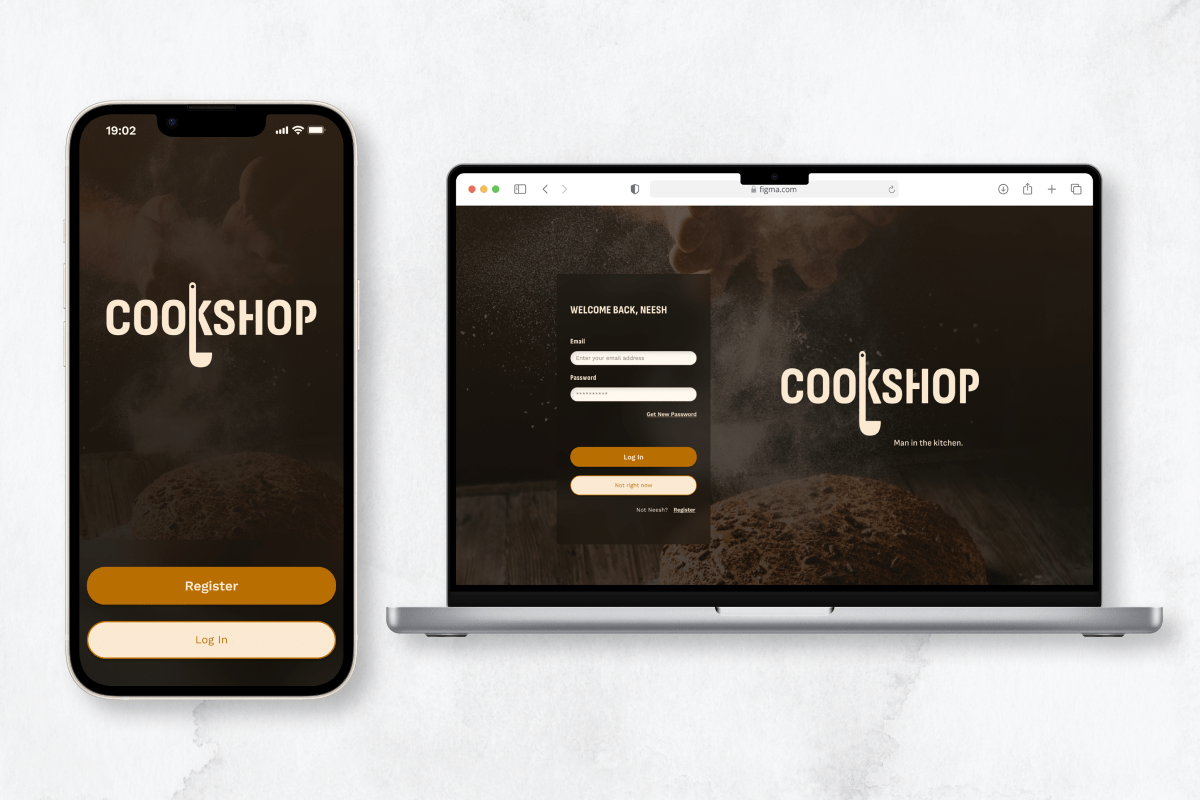 19:02
COOKSHOP
Register
Log In
figma.com
WELCOME BACK, NEESH
Email
Enter your email address
Password
**********
Get New Password
Log In
Not right now
Not Neesh? Register
COOKSHOP
Man in the kitchen.